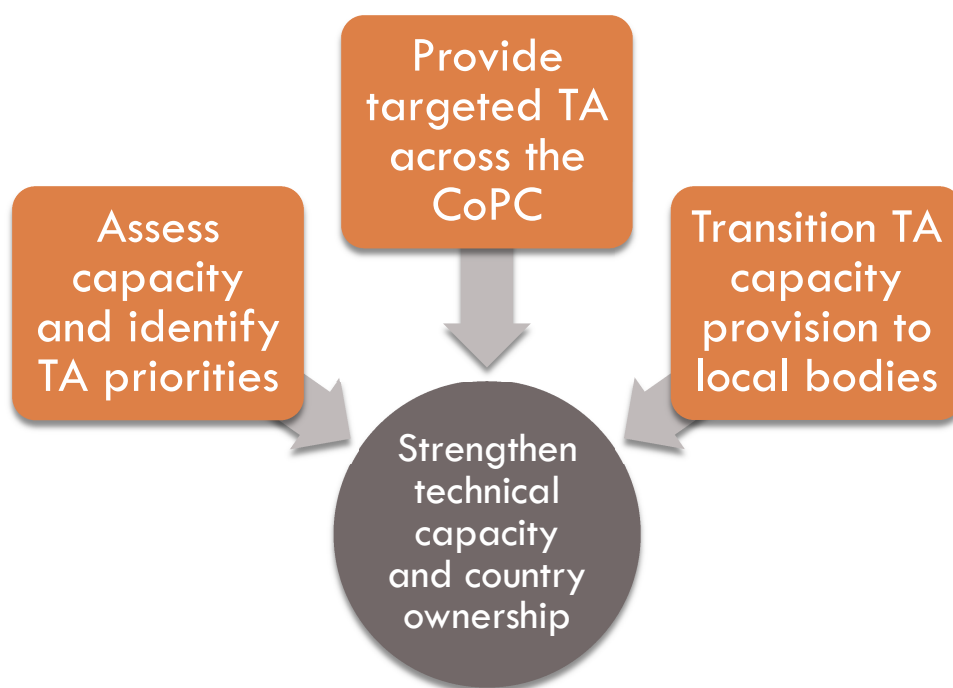 Provide
targeted TA
across the
CoPC
Assess
capacity
and identify
TA priorities
Transition TA
capacity
provision to
local bodies
Strengthen
technical
capacity
and country
ownership